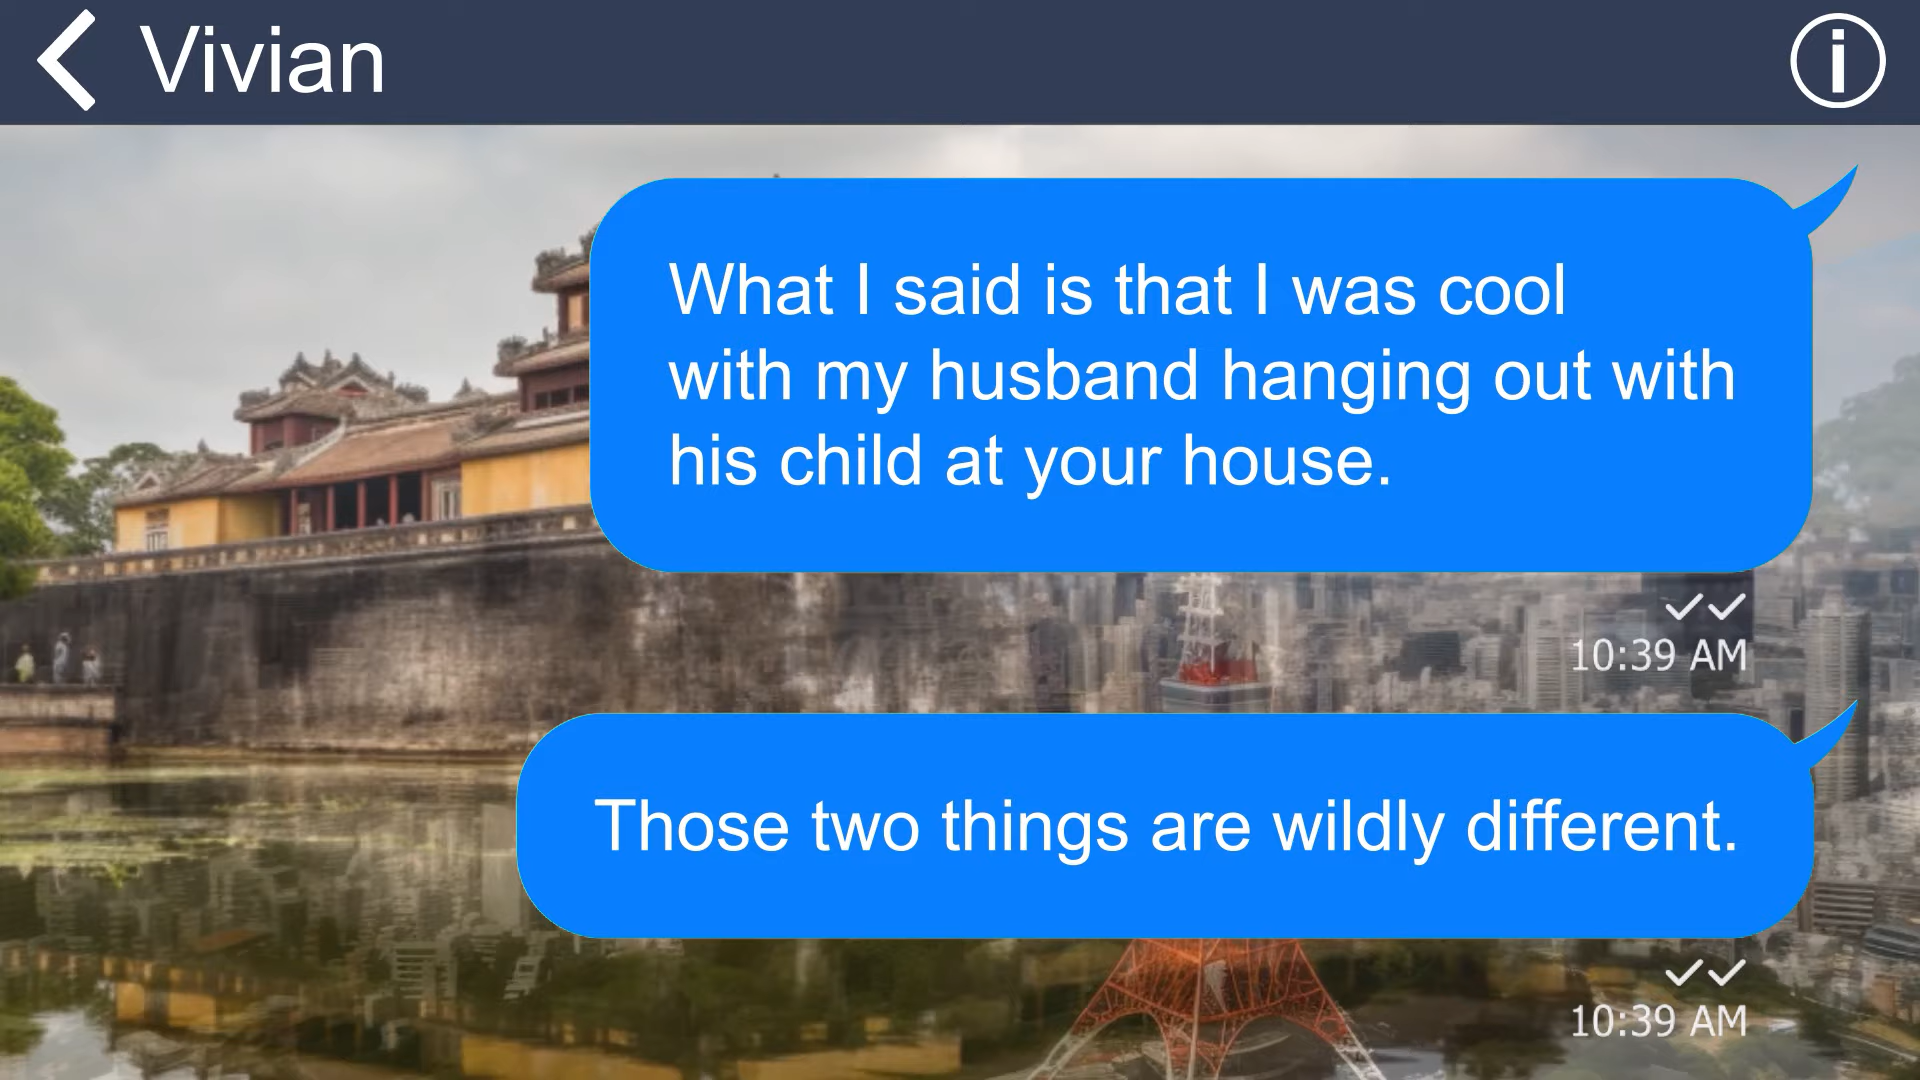 Vivian
What I said is that I was cool
with my husband hanging out with
his child at your house.
10:39 AM
Those two things are wildly different.
10:39 AM